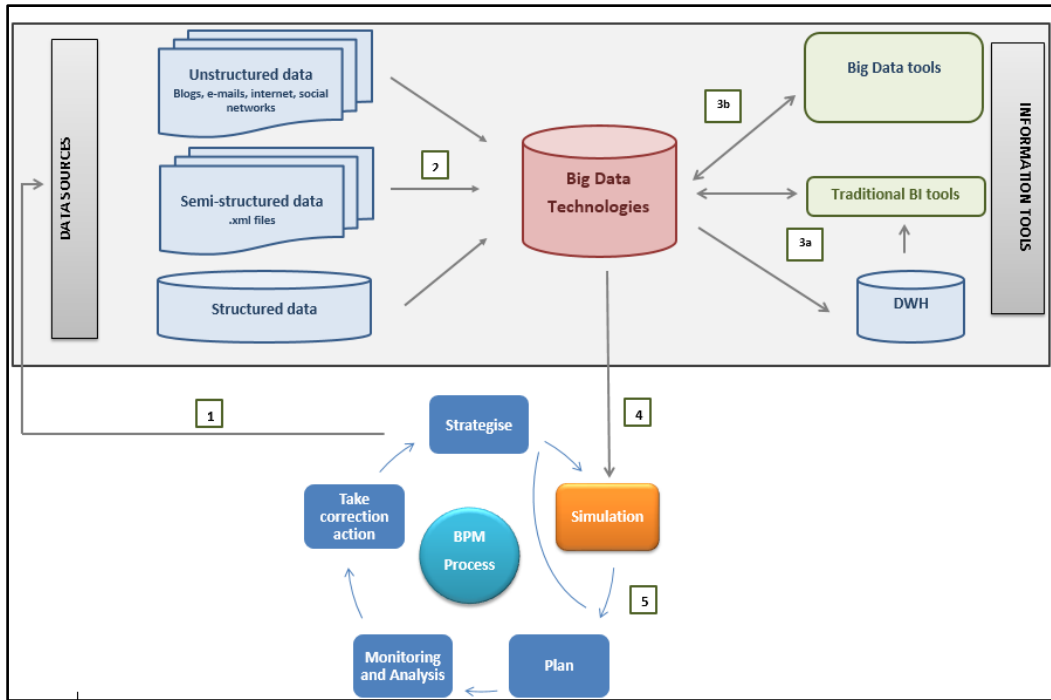 DATA SOURCES
Unstructured data
Blogs, e-mails, internet, social
networks
Semi-structured data
.xml files
Structured data
2
Big Data
Technologies
3b
Big Data tools
Traditional BI tools
3a
DWH
INFORMATION TOOLS
1
4
Strategise
Simulation
Take
correction
action
BPM
Process
5
Monitoring
and Analysis
Plan